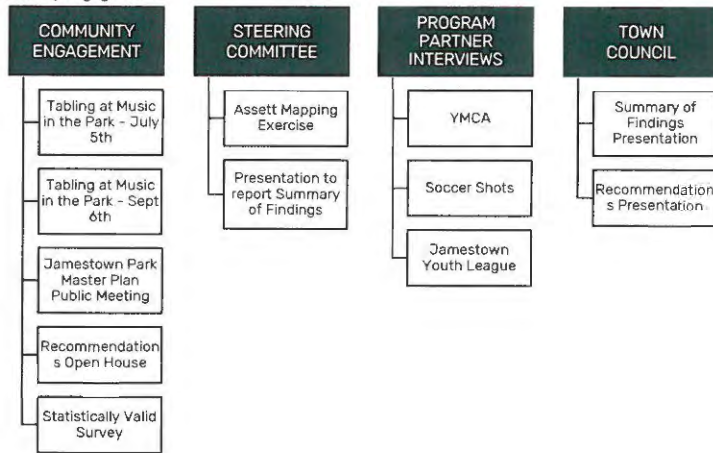 COMMUNITY
ENGAGEMENT
Tabling at Music
in the Park - July
5th
Tabling at Music
in the Park - Sept
6th
Jamestown Park
Master Plan
Public Meeting
Recommendation
s Open House
Statistically Valid
Survey
STEERING
COMMITTEE
Assett Mapping
Exercise
Presentation to
report Summary
of Findings
PROGRAM
PARTNER
INTERVIEWS
YMCA
Soccer Shots
Jamestown
Youth League
TOWN
COUNCIL
Summary of
Findings
Presentation
Recommendation
s Presentation